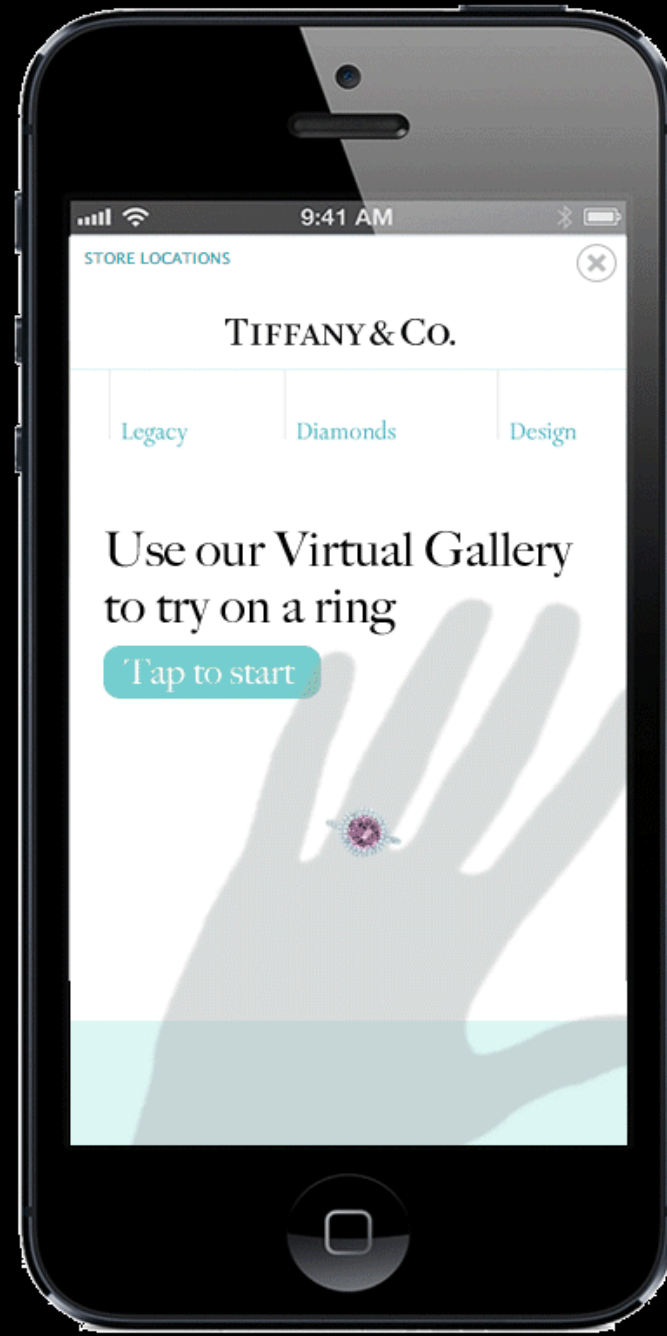 9:41 AM
STORE LOCATIONS
TIFFANY & CO.
Legacy Diamonds Design
Use our Virtual Gallery
to try on a ring
Tap to start